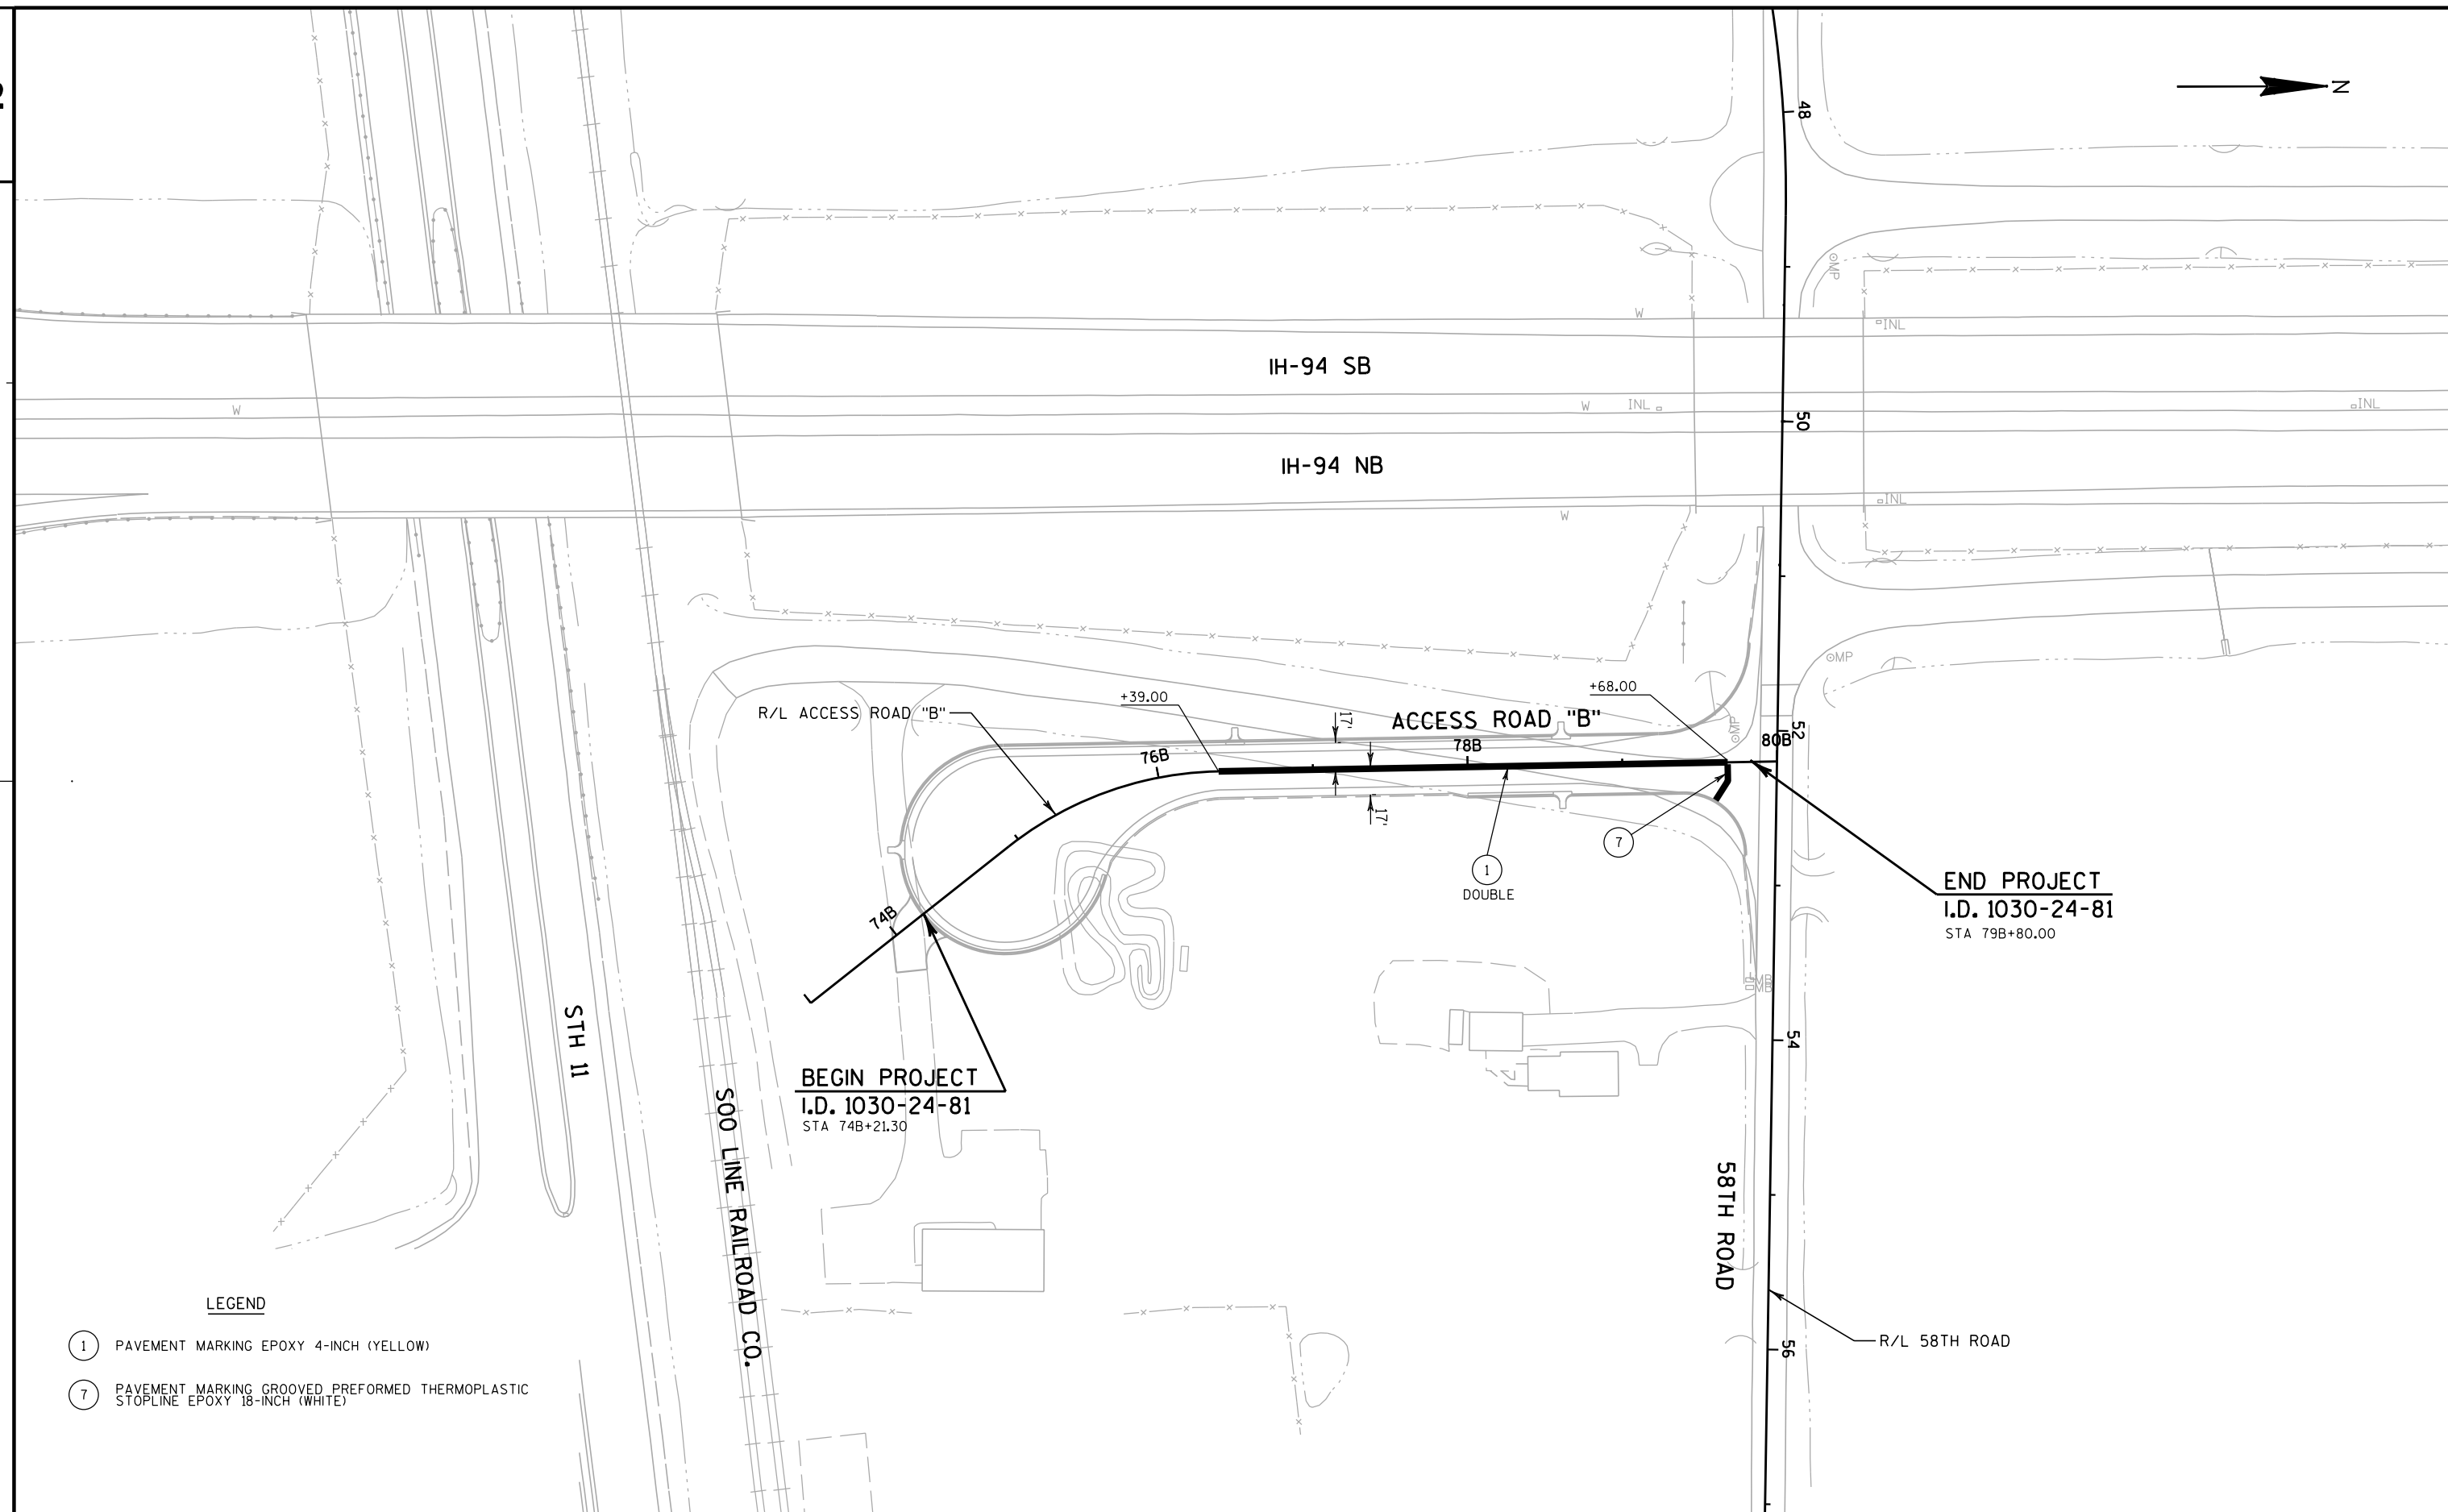 N
48
MP
W
INL
IH-94 SB
W
W
INL
INL
50
IH-94 NB
INL
W
MP
+68.00
+39.00
R/L ACCESS ROAD "B"
17'
ACCESS ROAD "B"
MP
52
80B
78B
76B
17'
7
1
DOUBLE
END PROJECT
I.D. 1030-24-81
STA 79B+80.00
74B
MB
MB
STH 11
54
BEGIN PROJECT
I.D. 1030-24-81
STA 74B+21.30
SOO LINE RAILROAD CO.
58TH ROAD
R/L 58TH ROAD
56
LEGEND
1 PAVEMENT MARKING EPOXY 4-INCH (YELLOW)
7 PAVEMENT MARKING GROOVED PREFORMED THERMOPLASTIC
STOPLINE EPOXY 18-INCH (WHITE)